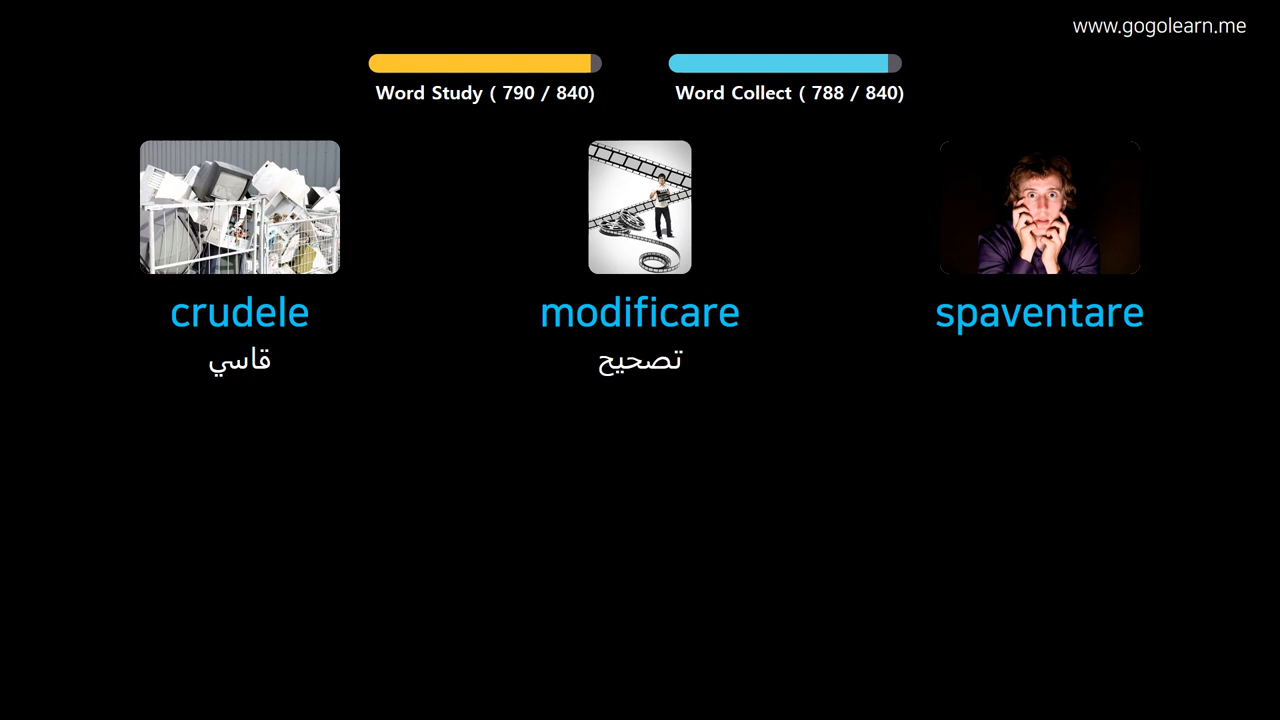 www.gogolearn.me
Word Study ( 790 / 840)
Word Collect ( 788 / 840)
crudele
modificare
spaventare
قاسي
تصحيح